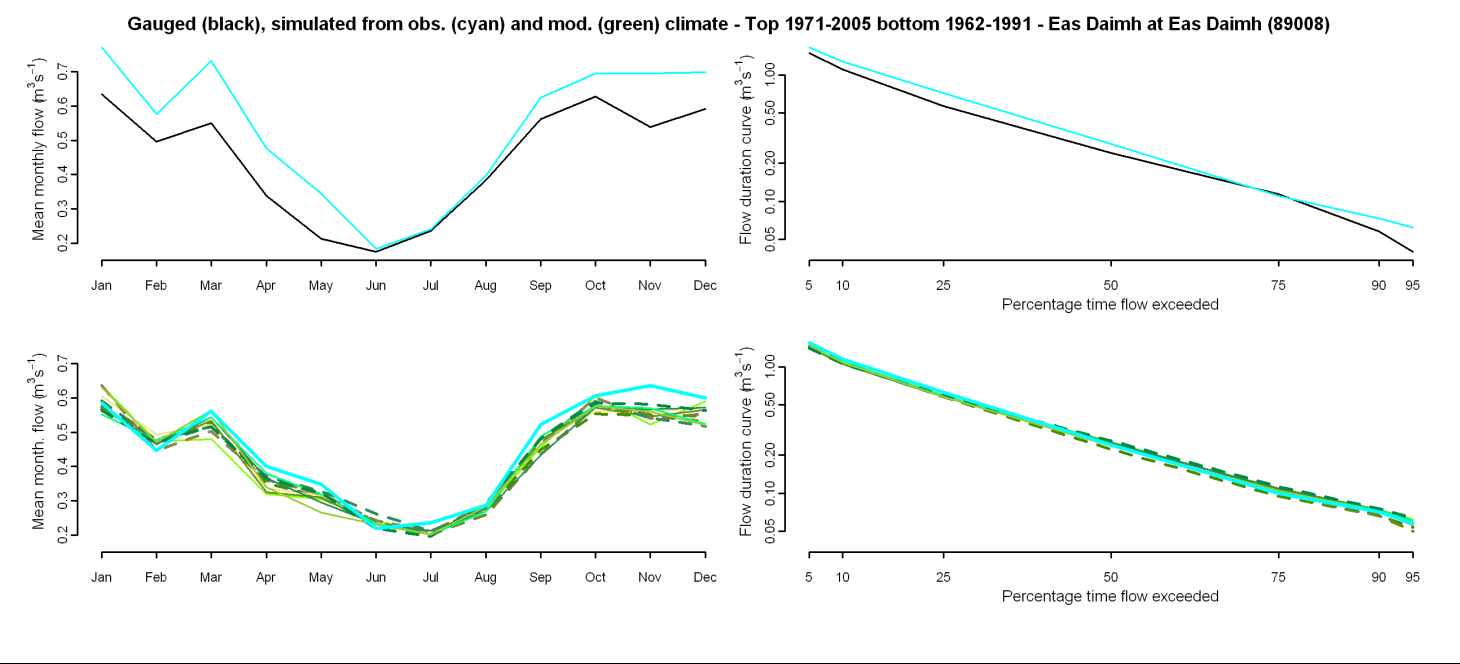 Gauged (black), simulated from obs. (cyan) and mod. (green) climate - Top 1971-2005 bottom 1962-1991 - Eas Daimh at Eas Daimh (89008)
Mean monthly flow (m³s⁻¹)
0.7
0.6
0.5
0.4
0.3
0.2
Jan Feb Mar Apr May Jun Jul Aug Sep Oct Nov Dec
Flow duration curve (m³s⁻¹)
1.00
0.50
0.20
0.10
0.05
5 10 25 50 75 90 95
Percentage time flow exceeded
Mean month. flow (m³s⁻¹)
0.7
0.6
0.5
0.4
0.3
0.2
Jan Feb Mar Apr May Jun Jul Aug Sep Oct Nov Dec
Flow duration curve (m³s⁻¹)
1.00
0.50
0.20
0.10
0.05
5 10 25 50 75 90 95
Percentage time flow exceeded